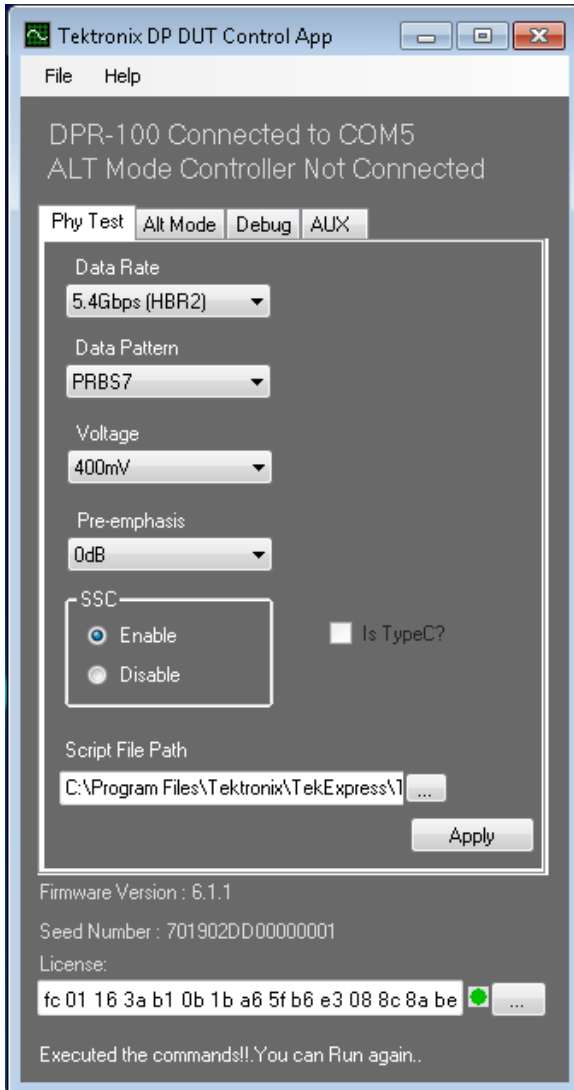 Tektronix DP DUT Control App
File Help
DPR-100 Connected to COM5
ALT Mode Controller Not Connected
Phy Test Alt Mode Debug AUX
Data Rate
5.4Gbps (HBR2)
Data Pattern
PRBS7
Voltage
400mV
Pre-emphasis
0dB
SSC
Enable
Is TypeC?
Disable
Script File Path
C:\Program Files\Tektronix\TekExpress\
...
Apply
Firmware Version : 6.1.1
Seed Number : 701902DD00000001
License:
fc 01 16 3a b1 0b 1b a6 5f b6 e3 08 8c 8a be
...
Executed the commands!!.You can Run again..